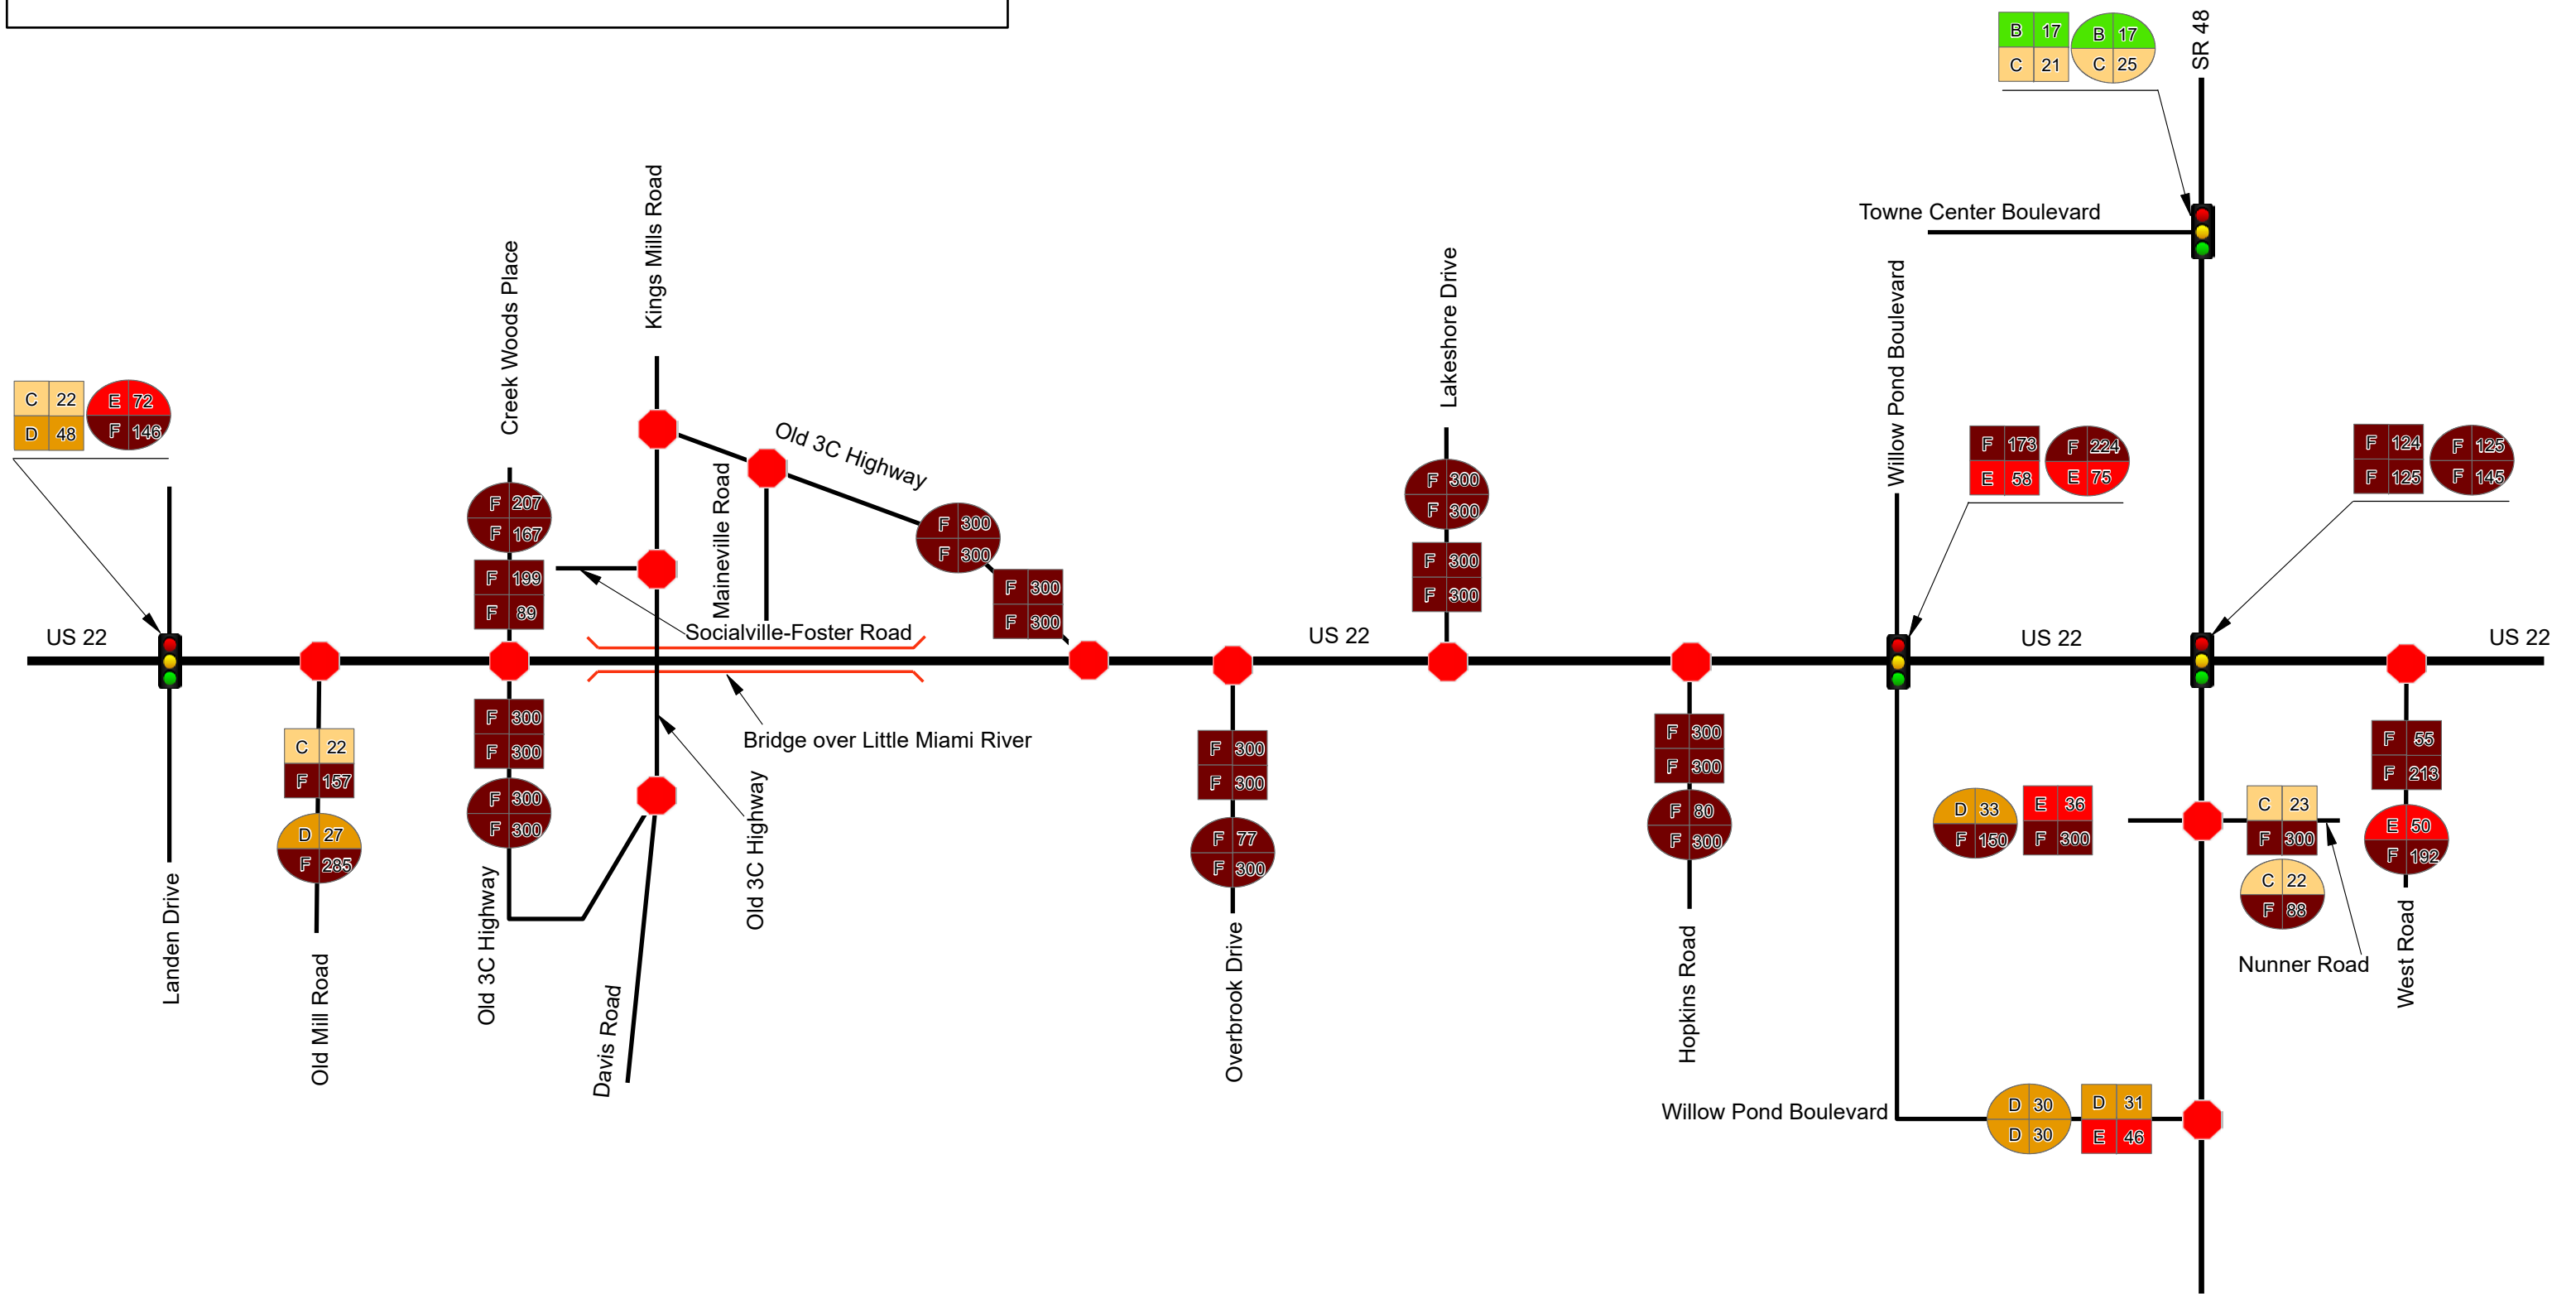 B 17 B 17
C 21 C 25
SR 48
Towne Center Boulevard
Kings Mills Road
Creek Woods Place
Lakeshore Drive
Willow Pond Boulevard
C 22 E 72
D 48 F 146
Old 3C Highway
Maineville Road
F 207
F 167
F 199
F 89
F 300
F 300
F 300
F 300
F 300
F 300
F 300
F 300
F 173 F 224
E 58 E 75
F 124 F 125
F 125 F 145
US 22
Socialville-Foster Road
US 22
US 22
US 22
Bridge over Little Miami River
C 22
F 157
D 27
F 285
F 300
F 300
F 300
F 300
Old 3C Highway
Old 3C Highway
Davis Road
Landen Drive
Old Mill Road
F 300
F 300
F 77
F 300
Overbrook Drive
F 300
F 300
F 80
F 300
Hopkins Road
D 33 E 36
F 150 F 300
C 23
F 300
C 22
F 88
Nunner Road
F 55
F 213
E 50
F 192
West Road
Willow Pond Boulevard
D 30 D 31
D 30 E 46